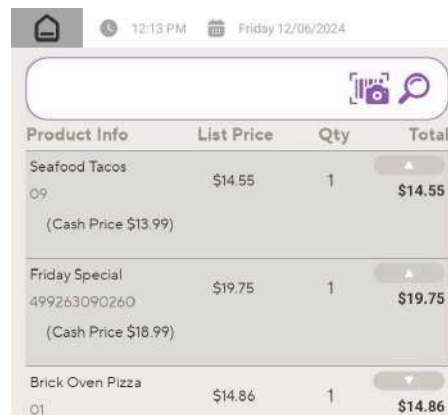 12:13 PM Friday 12/06/2024
Product Info List Price Qty Total
Seafood Tacos
09
$14.55 1 $14.55
(Cash Price $13.99)
Friday Special
499263090260
$19.75 1 $19.75
(Cash Price $18.99)
Brick Oven Pizza
01
$14.86 1 $14.86